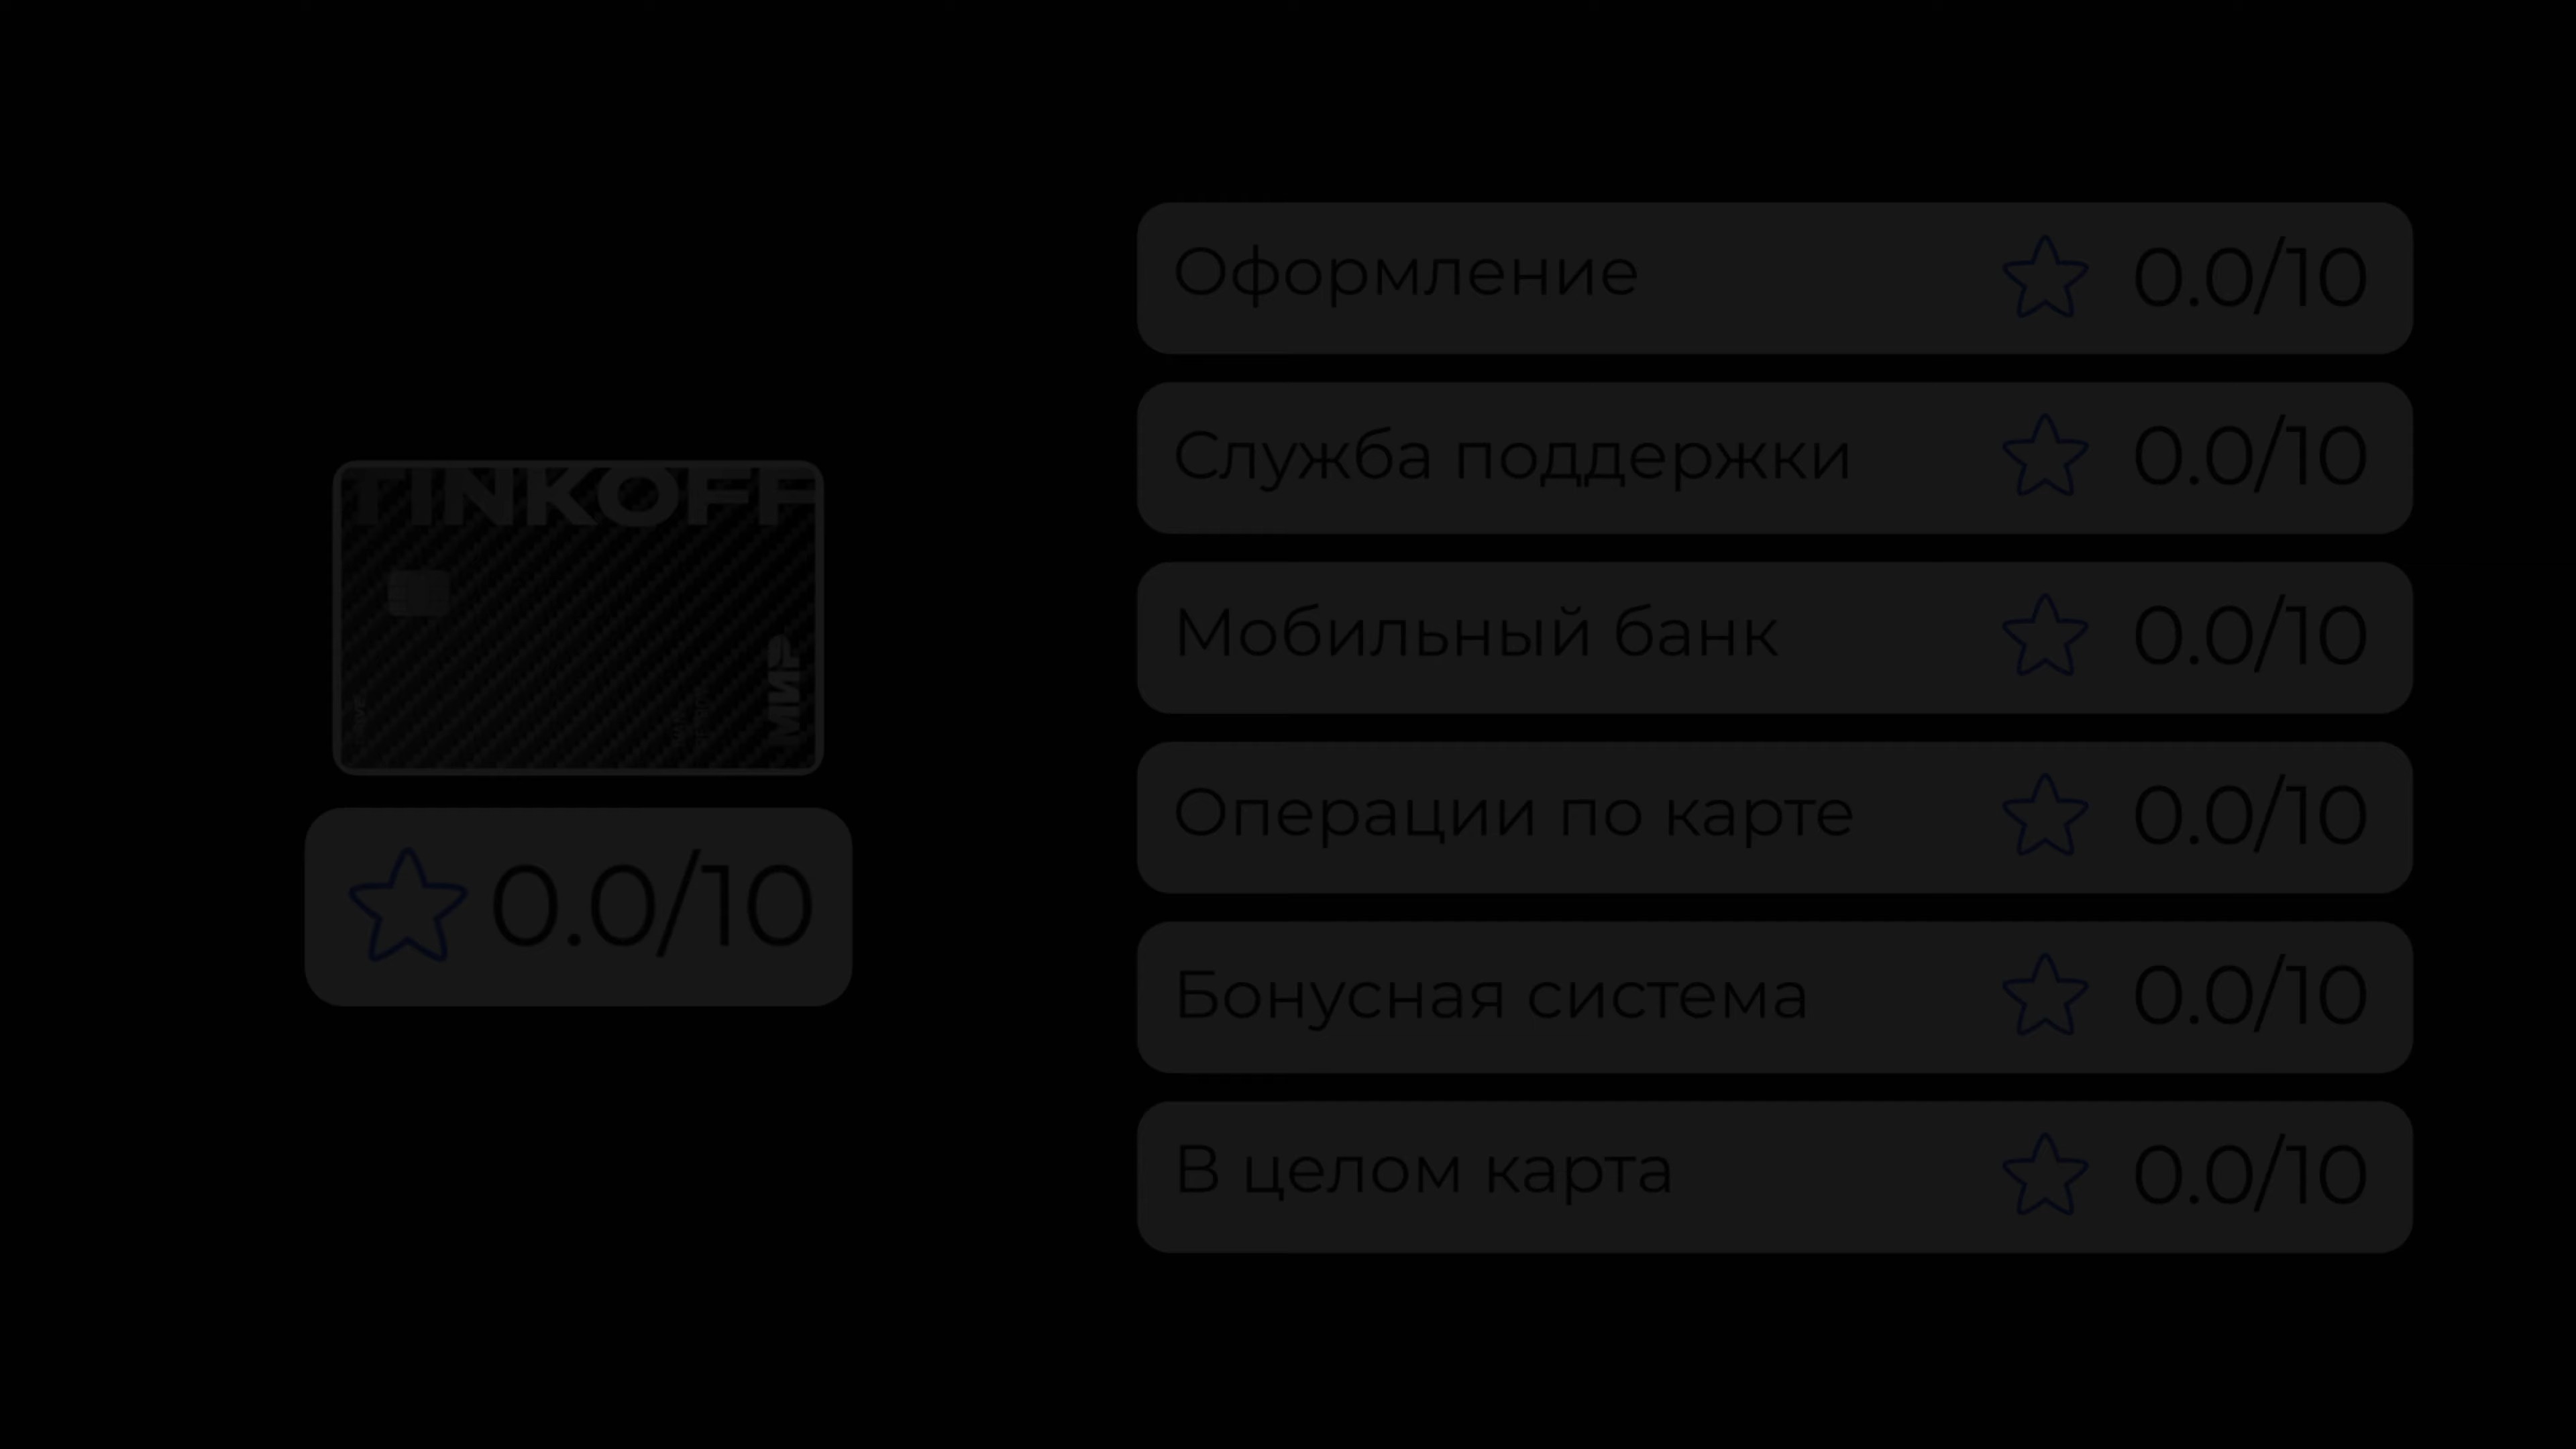 TINKOFF
МИР
0.0/10
Оформление 0.0/10
Служба поддержки 0.0/10
Мобильный банк 0.0/10
Операции по карте 0.0/10
Бонусная система 0.0/10
В целом карта 0.0/10